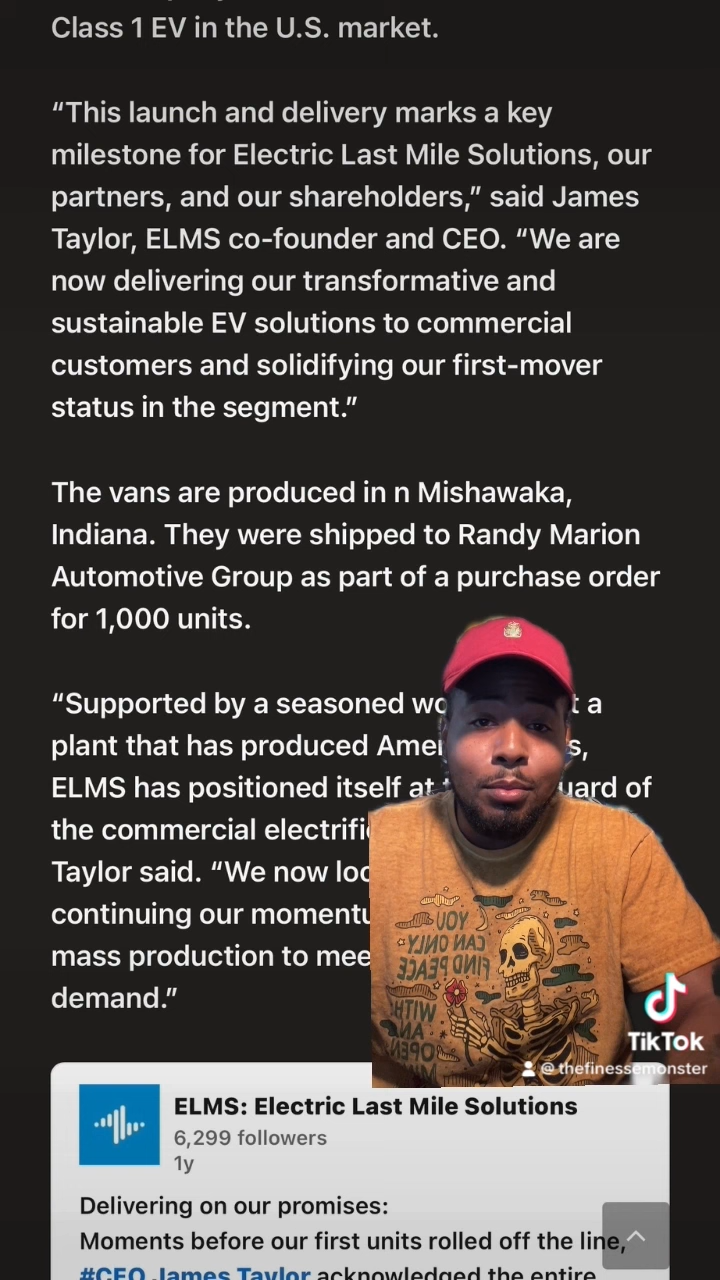 Class 1 EV in the U.S. market.
“This launch and delivery marks a key
milestone for Electric Last Mile Solutions, our
partners, and our shareholders,” said James
Taylor, ELMS co-founder and CEO. “We are
now delivering our transformative and
sustainable EV solutions to commercial
customers and solidifying our first-mover
status in the segment.”
The vans are produced in n Mishawaka,
Indiana. They were shipped to Randy Marion
Automotive Group as part of a purchase order
for 1,000 units.
“Supported by a seasoned a
plant that has produced
ELMS has positioned itself at of
the commercial
Taylor said. “We now
continuing our
mass production to
demand.”
YOU
CAN ONLY
FIND PEACE
WITH
AN
OPEN
TikTok
@thefinessemonster
ELMS: Electric Last Mile Solutions
6,299 followers
1y
Delivering on our promises:
Moments before our first units rolled off the line,
#CEO James Taylor acknowledged the entire